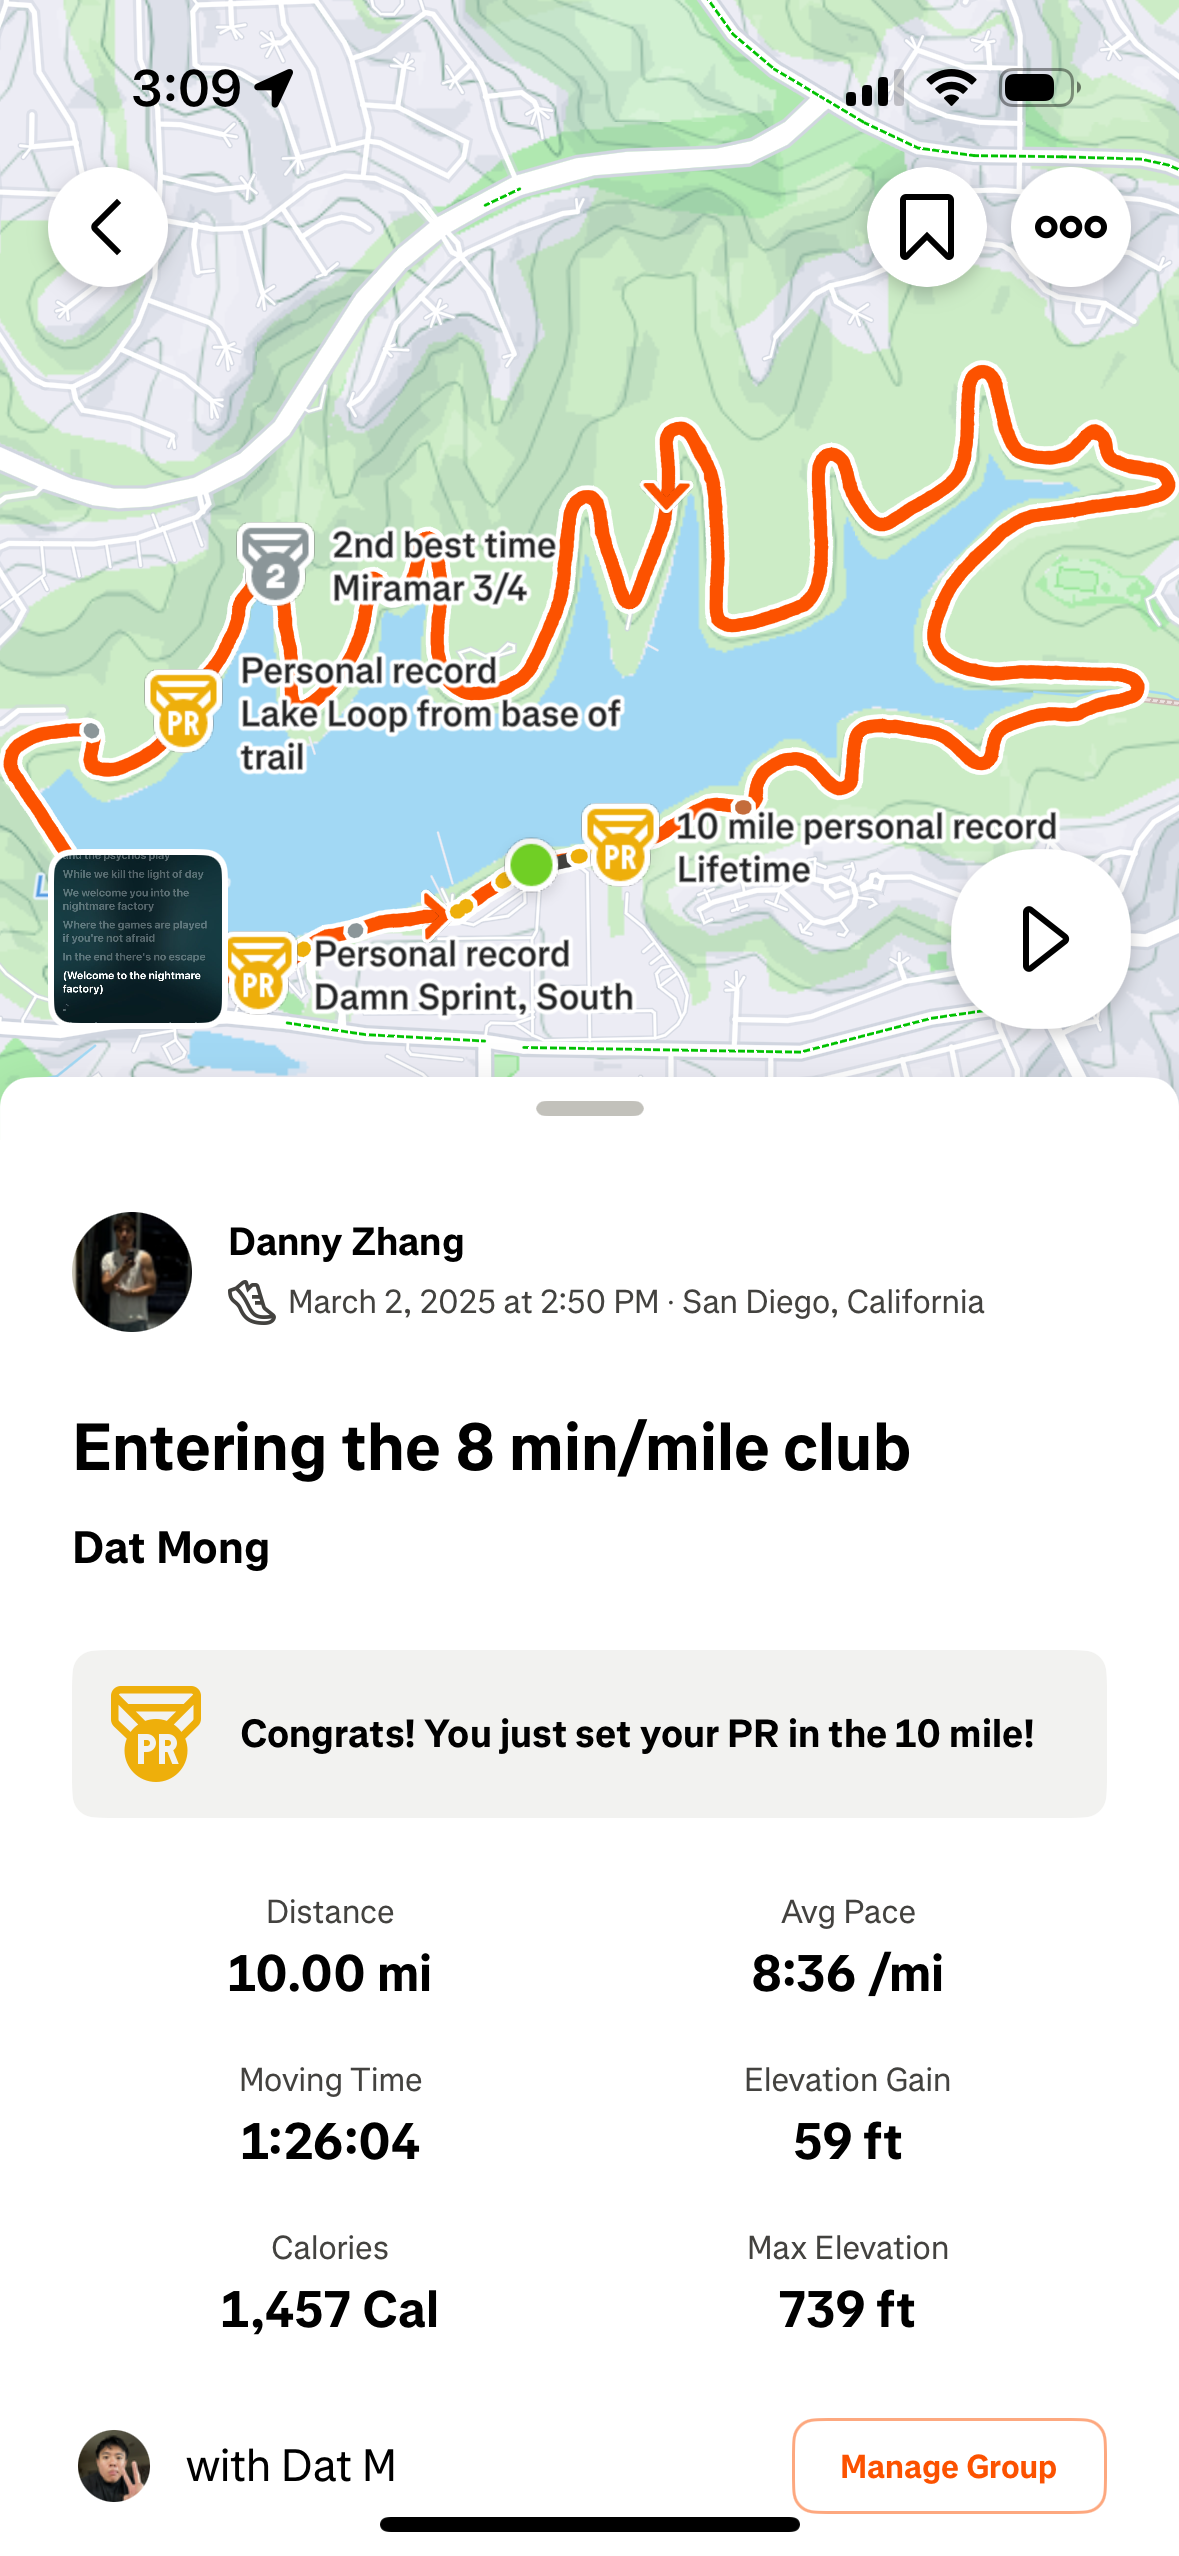 3:09
2nd best time
Miramar 3/4
Personal record
Lake Loop from base of
trail
PR
2
10 mile personal record
Lifetime
PR
L
and the psychos play
While we kill the light of day
We welcome you into the
nightmare factory
Where the games are played
if you're not afraid
In the end there's no escape
(Welcome to the nightmare
factory)
PR
Personal record
Damn Sprint, South
Danny Zhang
March 2, 2025 at 2:50 PM · San Diego, California
Entering the 8 min/mile club
Dat Mong
PR
Congrats! You just set your PR in the 10 mile!
Distance
10.00 mi
Avg Pace
8:36 /mi
Moving Time
1:26:04
Elevation Gain
59 ft
Calories
1,457 Cal
Max Elevation
739 ft
with Dat M
Manage Group